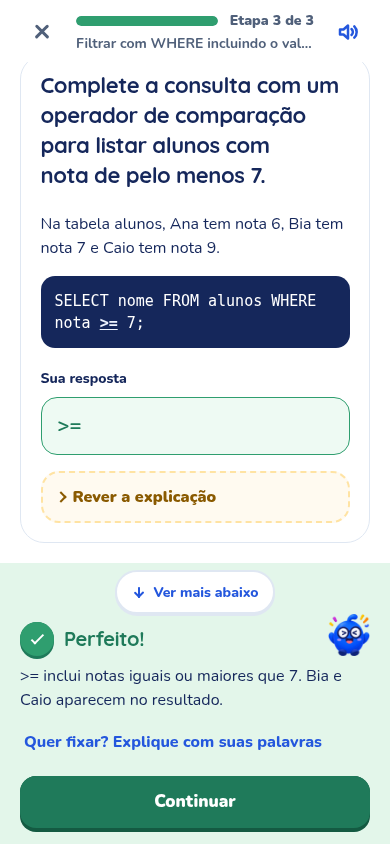 Etapa 3 de 3
Filtrar com WHERE incluindo o val...
Complete a consulta com um
operador de comparação
para listar alunos com
nota de pelo menos 7.
Na tabela alunos, Ana tem nota 6, Bia tem
nota 7 e Caio tem nota 9.
SELECT nome FROM alunos WHERE
nota >= 7;
Sua resposta
>=
Rever a explicação
Ver mais abaixo
Perfeito!
>= inclui notas iguais ou maiores que 7. Bia e
Caio aparecem no resultado.
Quer fixar? Explique com suas palavras
Continuar